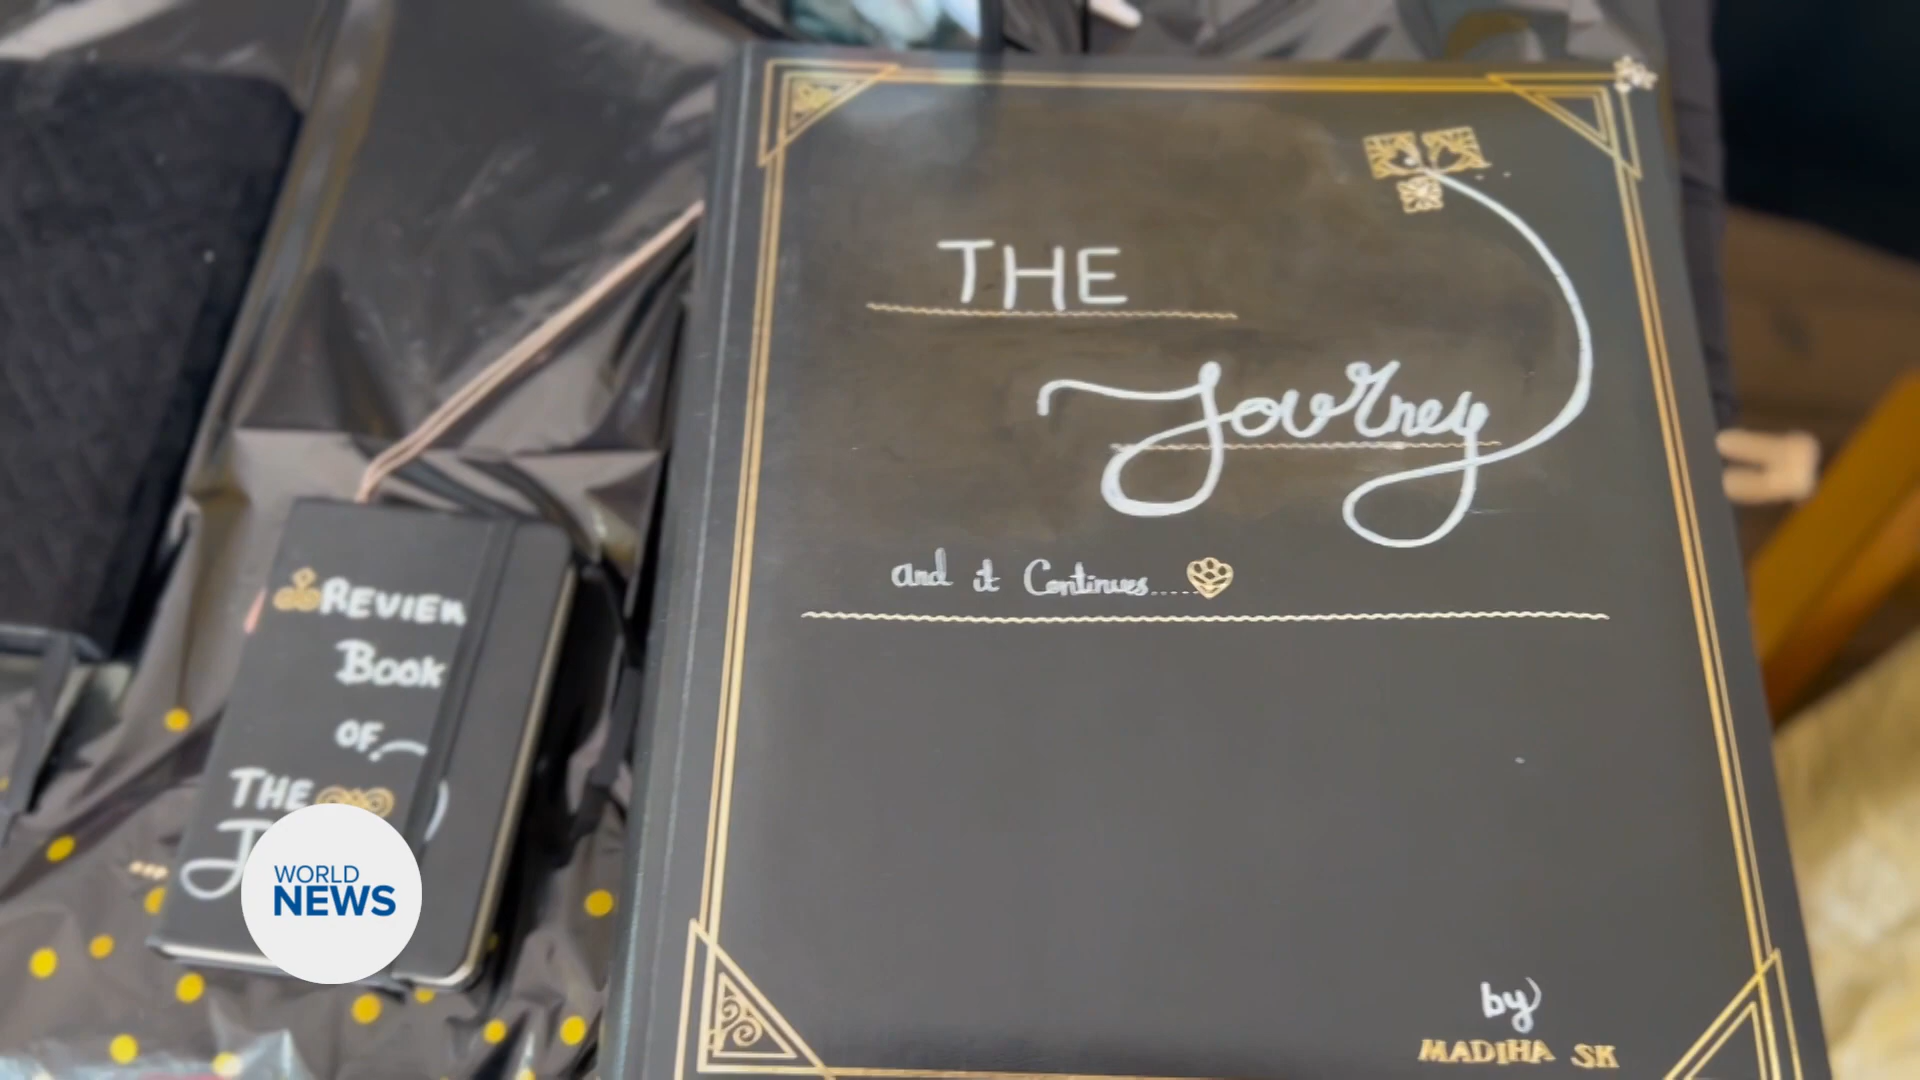 THE
Journey
and it Continues......
by
MADIHA SK
REVIEW
Book
OF
THE
J
WORLD
NEWS